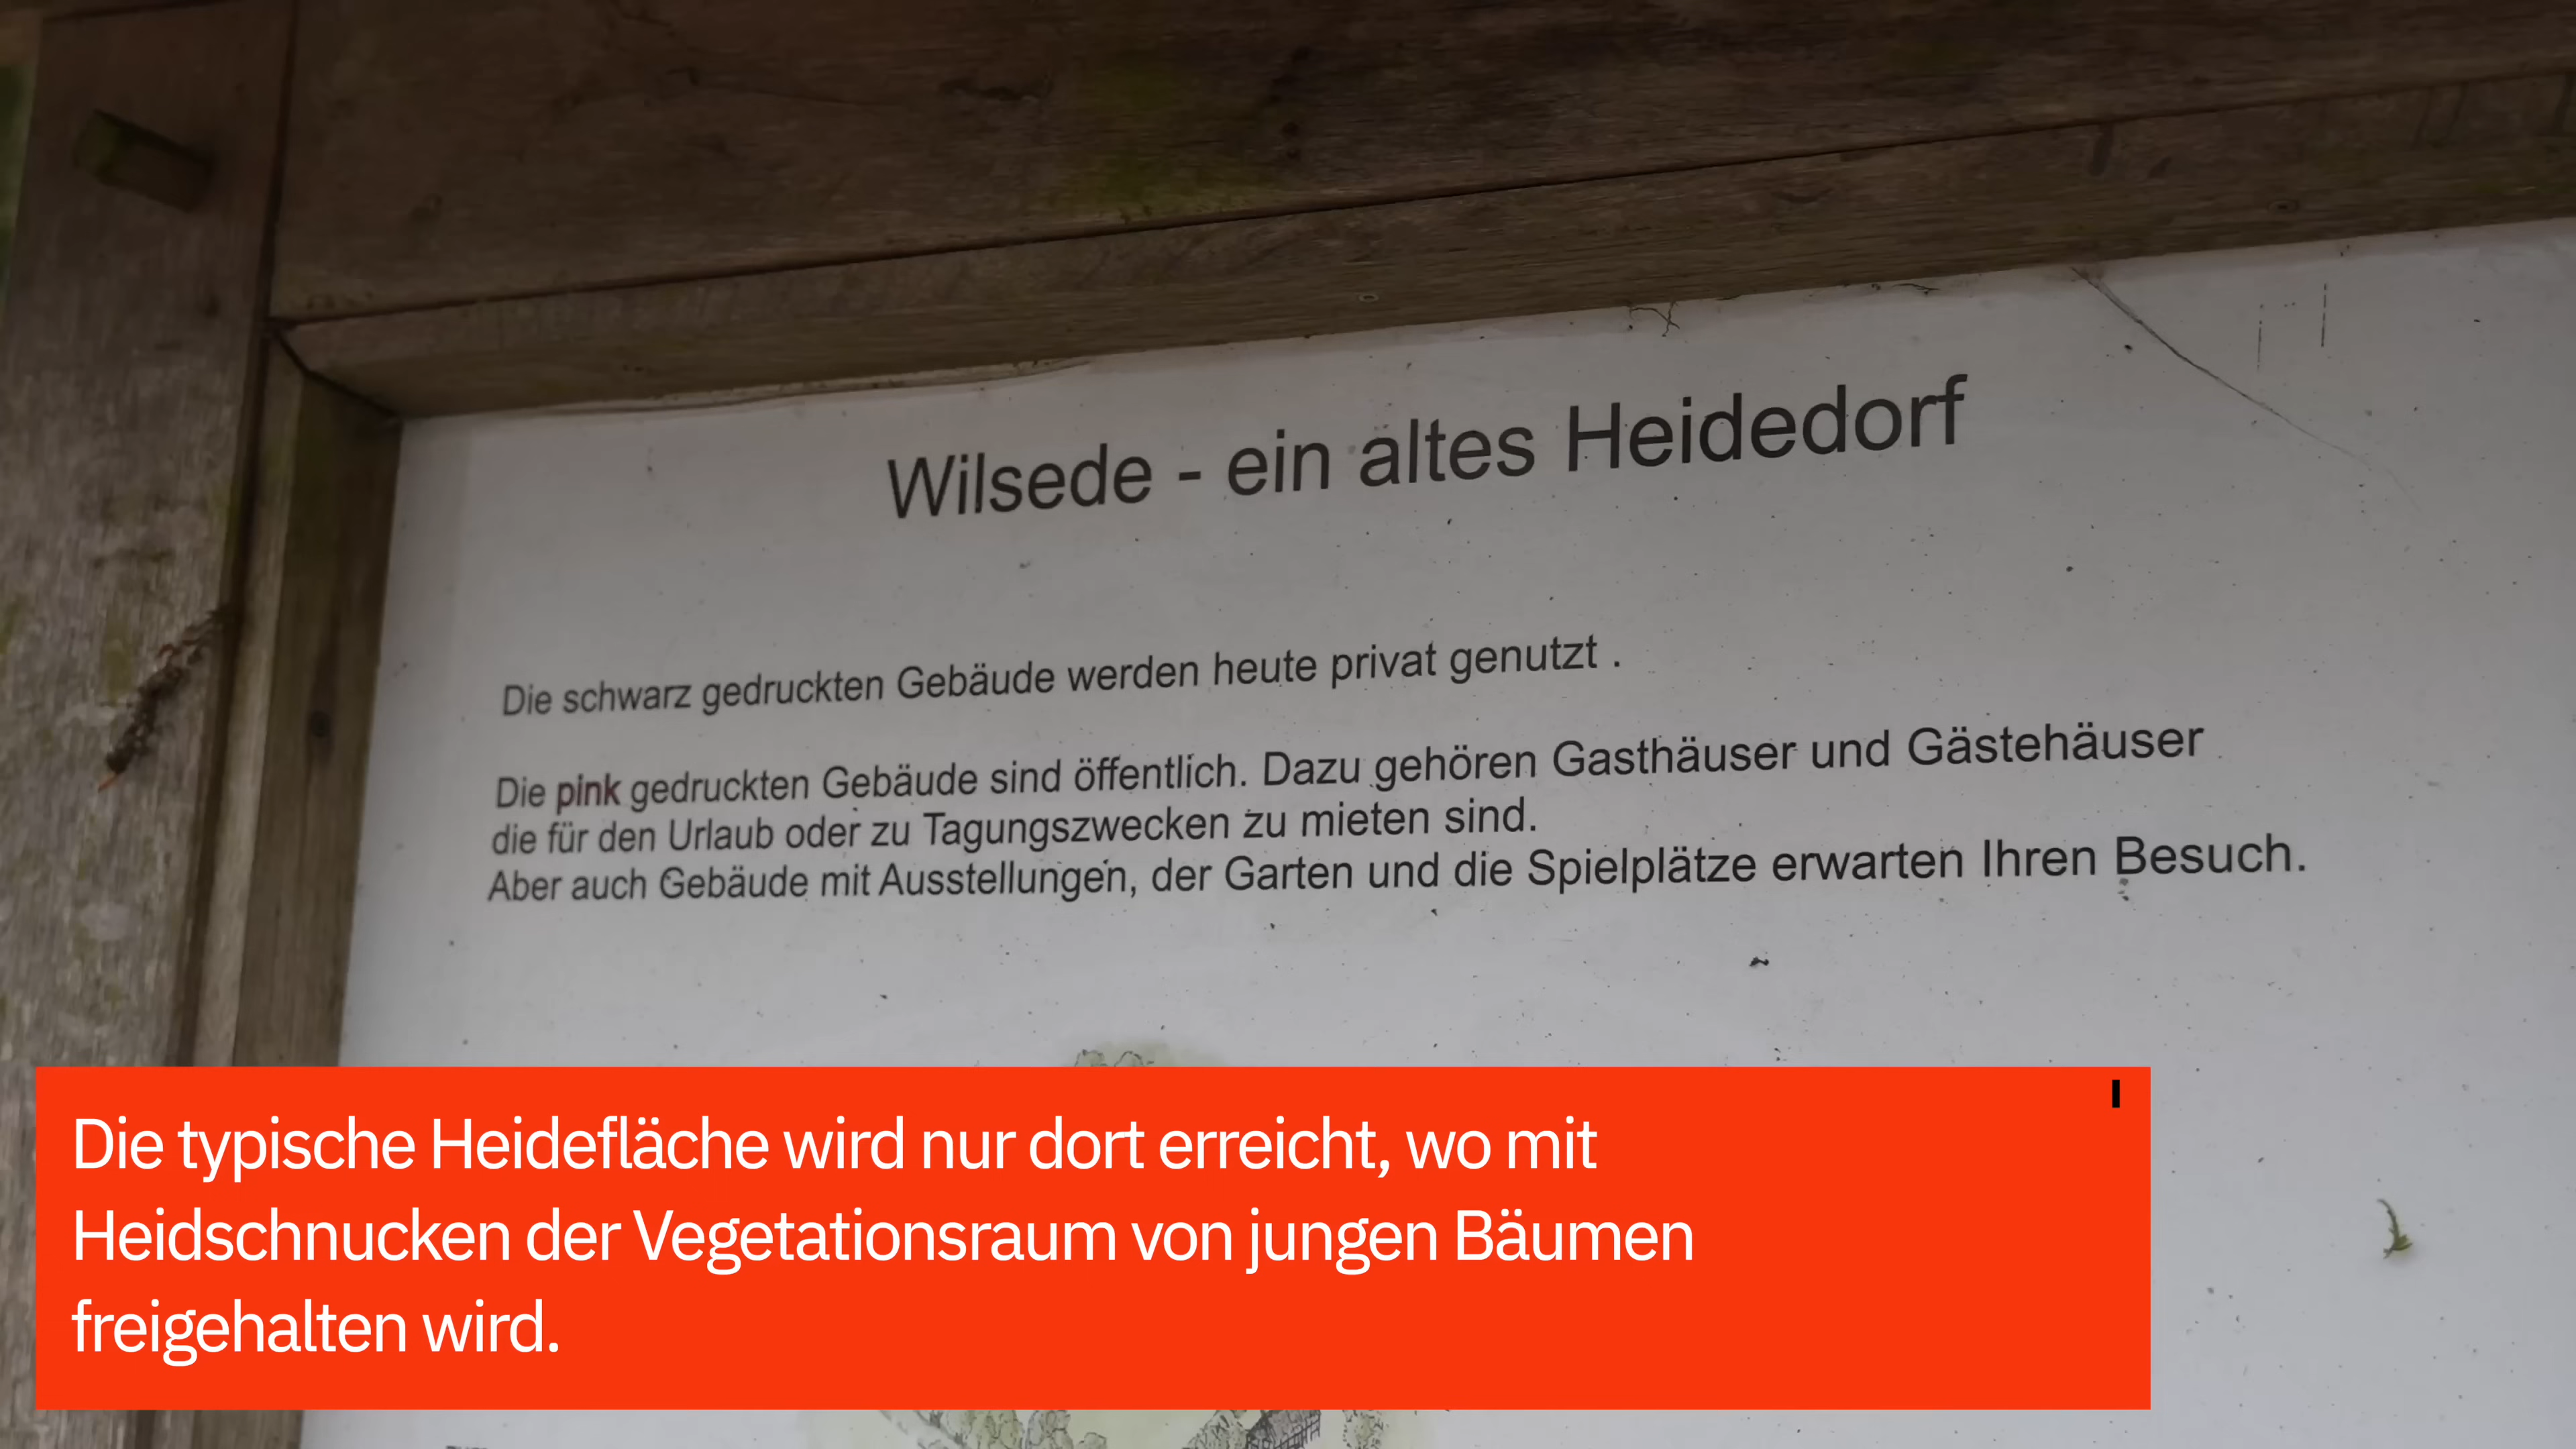 Wilsede - ein altes Heidedorf
Die schwarz gedruckten Gebäude werden heute privat genutzt .
Die pink gedruckten Gebäude sind öffentlich. Dazu gehören Gasthäuser und Gästehäuser
die für den Urlaub oder zu Tagungszwecken zu mieten sind.
Aber auch Gebäude mit Ausstellungen, der Garten und die Spielplätze erwarten Ihren Besuch.
Die typische Heidefläche wird nur dort erreicht, wo mit
Heidschnucken der Vegetationsraum von jungen Bäumen
freigehalten wird.